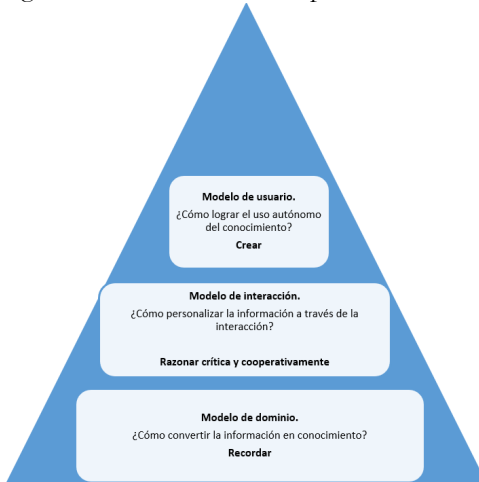 Modelo de usuario.
¿Cómo lograr el uso autónomo
del conocimiento?
Crear
Modelo de interacción.
¿Cómo personalizar la información a través de la
interacción?
Razonar crítica y cooperativamente
Modelo de dominio.
¿Cómo convertir la información en conocimiento?
Recordar